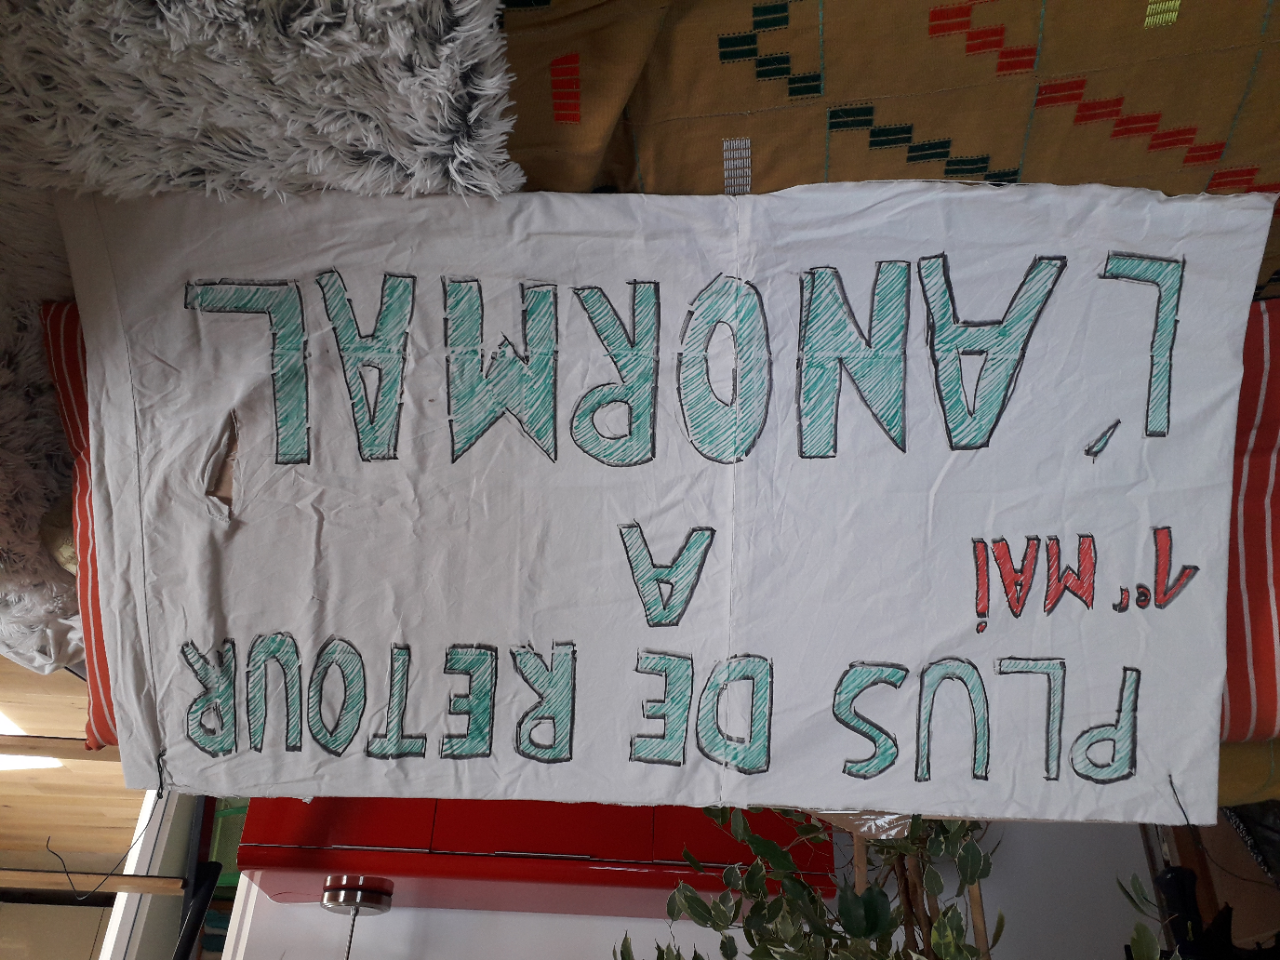 PLUS DE RETOUR
A
1er MAi
L'ANORMAL